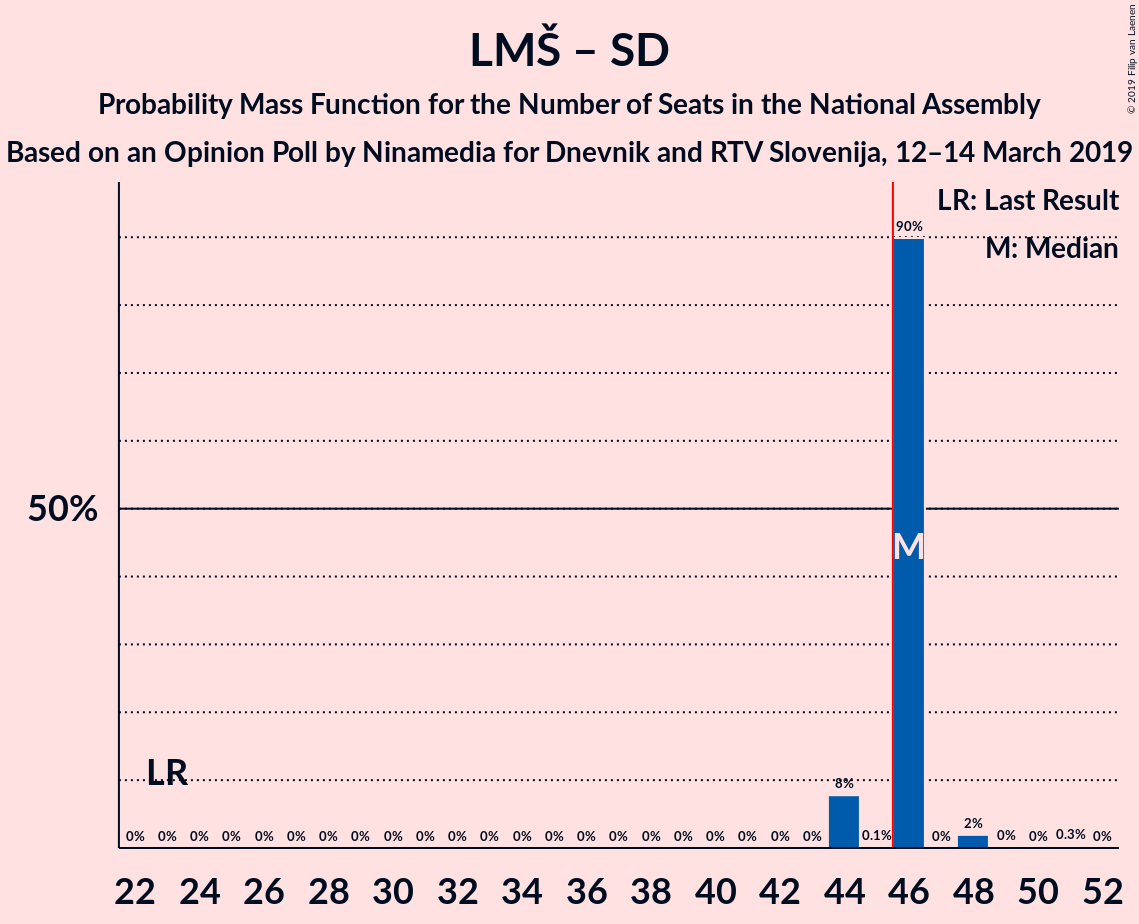 LMŠ – SD
Probability Mass Function for the Number of Seats in the National Assembly
Based on an Opinion Poll by Ninamedia for Dnevnik and RTV Slovenija, 12–14 March 2019
© 2019 Filip van Laenen
LR: Last Result
M: Median
90%
50%
M
LR
8%
2%
0% 0% 0% 0% 0% 0% 0% 0% 0% 0% 0% 0% 0% 0% 0% 0% 0% 0% 0% 0% 0% 0% 0.1% 0% 0% 0% 0.3% 0%
22 24 26 28 30 32 34 36 38 40 42 44 46 48 50 52